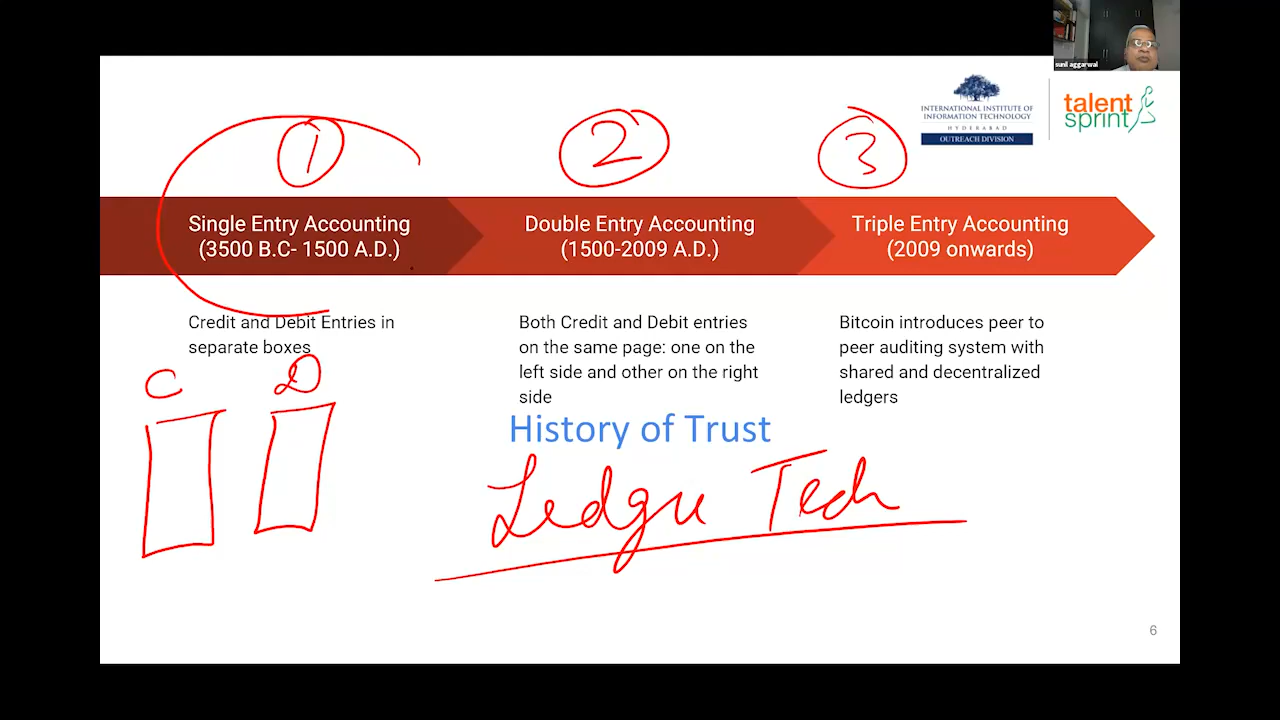 sunil aggarwal
INTERNATIONAL INSTITUTE OF
INFORMATION TECHNOLOGY
HYDERABAD
OUTREACH DIVISION
talent
sprint
1
2
3
Single Entry Accounting
(3500 B.C- 1500 A.D.)
Double Entry Accounting
(1500-2009 A.D.)
Triple Entry Accounting
(2009 onwards)
Credit and Debit Entries in
separate boxes
Both Credit and Debit entries
on the same page: one on the
left side and other on the right
side
Bitcoin introduces peer to
peer auditing system with
shared and decentralized
ledgers
C
D
History of Trust
Ledger Tech
6